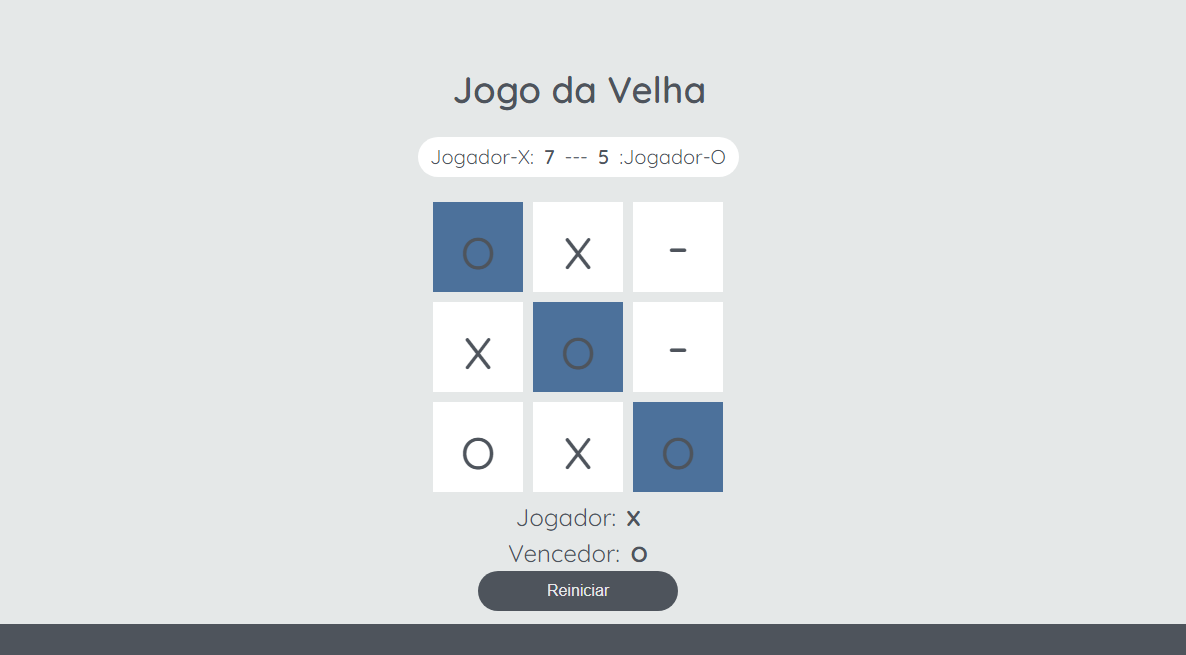 Jogo da Velha
Jogador-X: 7 --- 5 :Jogador-O
O X -
X O -
O X O
Jogador: X
Vencedor: O
Reiniciar